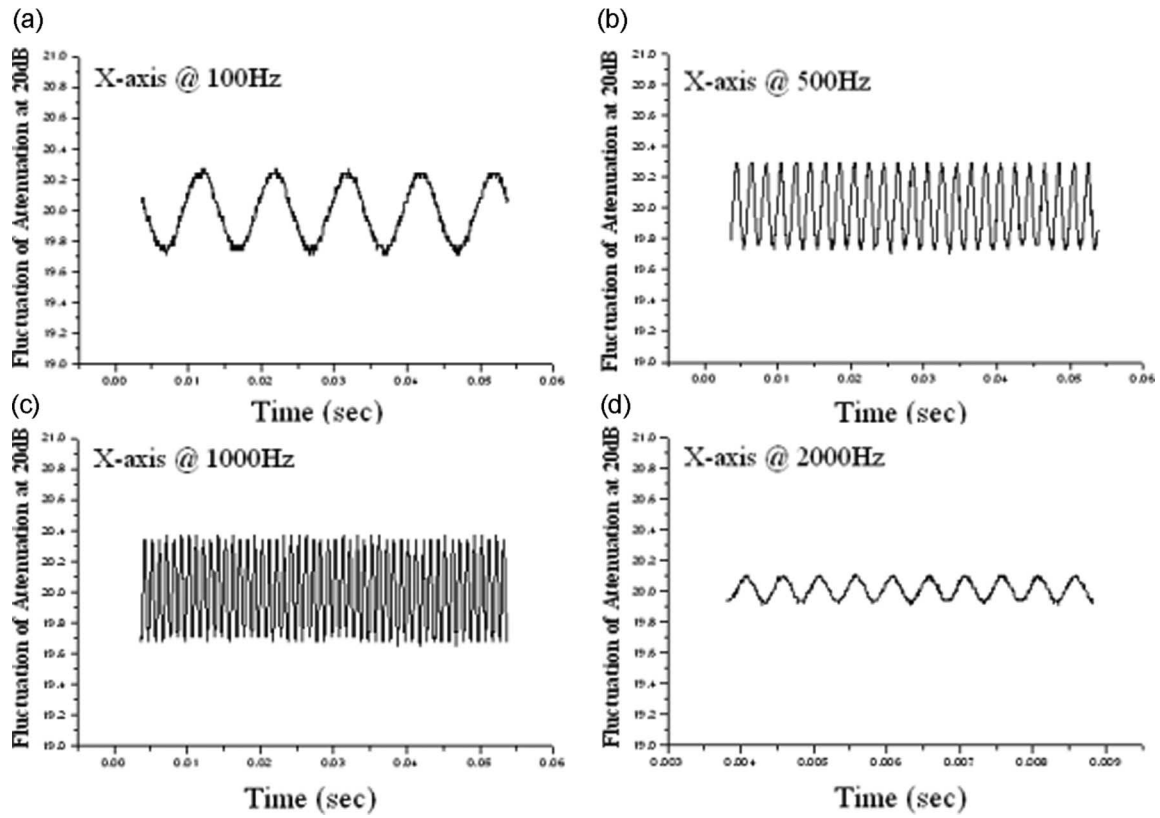 (a)
X-axis @ 100Hz
Fluctuation of Attenuation at 20dB
21.0
20.8
20.6
20.4
20.2
20.0
19.8
19.6
19.4
19.2
19.0
0.00 0.01 0.02 0.03 0.04 0.05 0.06
Time (sec)
(b)
X-axis @ 500Hz
Fluctuation of Attenuation at 20dB
21.0
20.8
20.6
20.4
20.2
20.0
19.8
19.6
19.4
19.2
19.0
0.00 0.01 0.02 0.03 0.04 0.05 0.06
Time (sec)
(c)
X-axis @ 1000Hz
Fluctuation of Attenuation at 20dB
21.0
20.8
20.6
20.4
20.2
20.0
19.8
19.6
19.4
19.2
19.0
0.00 0.01 0.02 0.03 0.04 0.05 0.06
Time (sec)
(d)
X-axis @ 2000Hz
Fluctuation of Attenuation at 20dB
21.0
20.8
20.6
20.4
20.2
20.0
19.8
19.6
19.4
19.2
19.0
0.003 0.004 0.005 0.006 0.007 0.008 0.009
Time (sec)